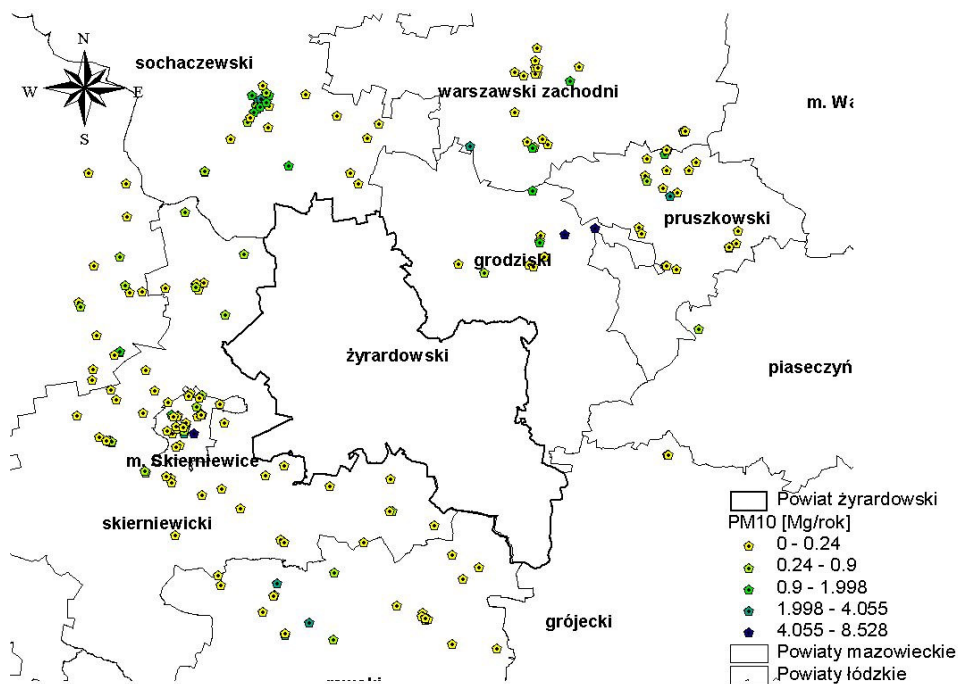 N
sochaczewski
W
E
S
warszawski zachodni
m. Wa
pruszkowski
grodziski
żyrardowski
piaseczyń
m. Skierniewice
skierniewicki
grójecki
Powiat żyrardowski
PM10 [Mg/rok]
0 - 0.24
0.24 - 0.9
0.9 - 1.998
1.998 - 4.055
4.055 - 8.528
Powiaty mazowieckie
Powiaty łódzkie